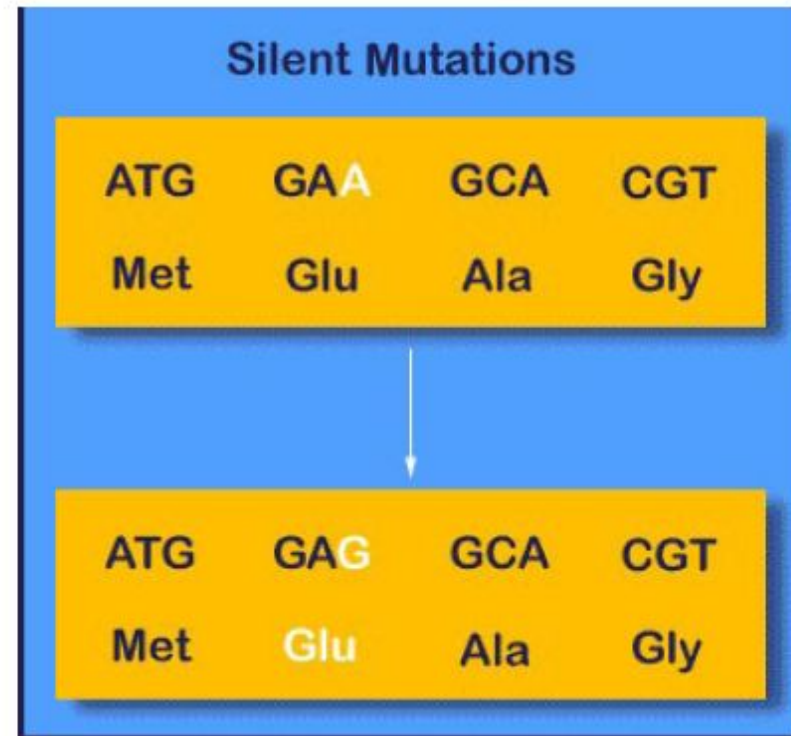 Silent Mutations
ATG GAA GCA CGT
Met Glu Ala Gly
ATG GAG GCA CGT
Met Glu Ala Gly